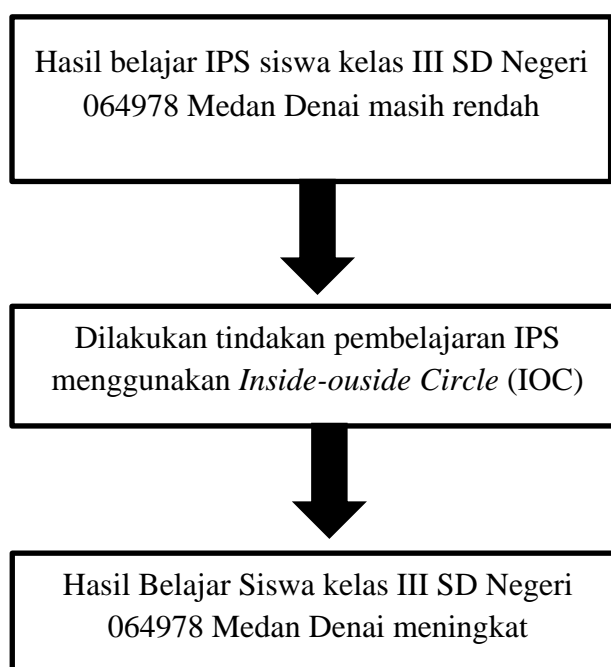 Hasil belajar IPS siswa kelas III SD Negeri
064978 Medan Denai masih rendah
Dilakukan tindakan pembelajaran IPS
menggunakan Inside-ouside Circle (IOC)
Hasil Belajar Siswa kelas III SD Negeri
064978 Medan Denai meningkat